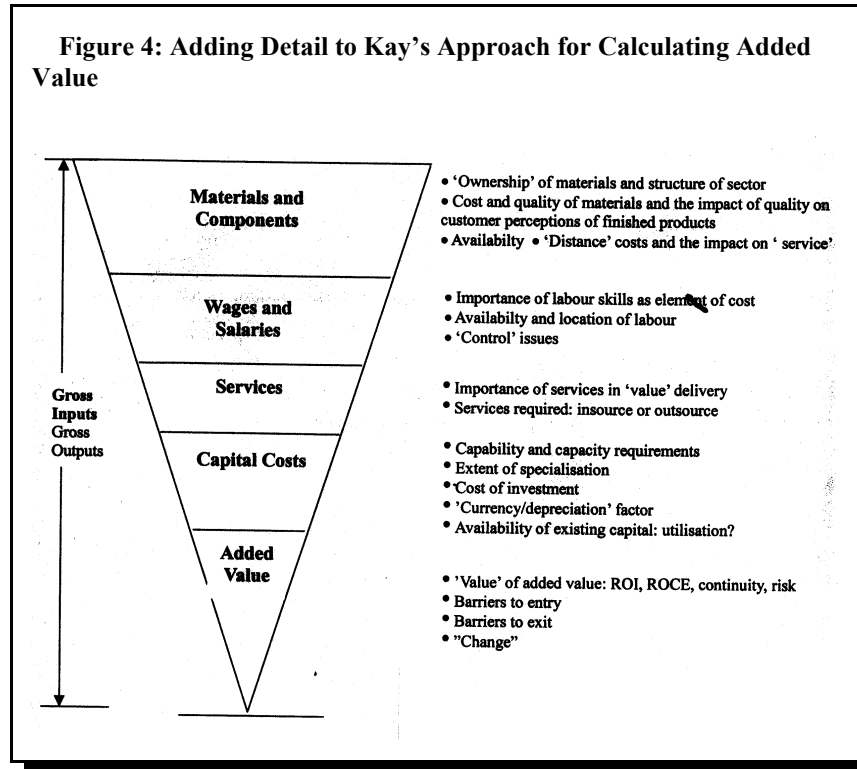 Figure 4: Adding Detail to Kay's Approach for Calculating Added
Value
Materials and
Components
• 'Ownership' of materials and structure of sector
• Cost and quality of materials and the impact of quality on
customer perceptions of finished products
• Availabilty • 'Distance' costs and the impact on ' service'
Wages and
Salaries
• Importance of labour skills as element of cost
• Availabilty and location of labour
• 'Control' issues
Services
• Importance of services in 'value' delivery
• Services required: insource or outsource
Gross
Inputs
Gross
Outputs
Capital Costs
• Capability and capacity requirements
• Extent of specialisation
• Cost of investment
• 'Currency/depreciation' factor
• Availability of existing capital: utilisation?
Added
Value
• 'Value' of added value: ROI, ROCE, continuity, risk
• Barriers to entry
• Barriers to exit
• "Change"